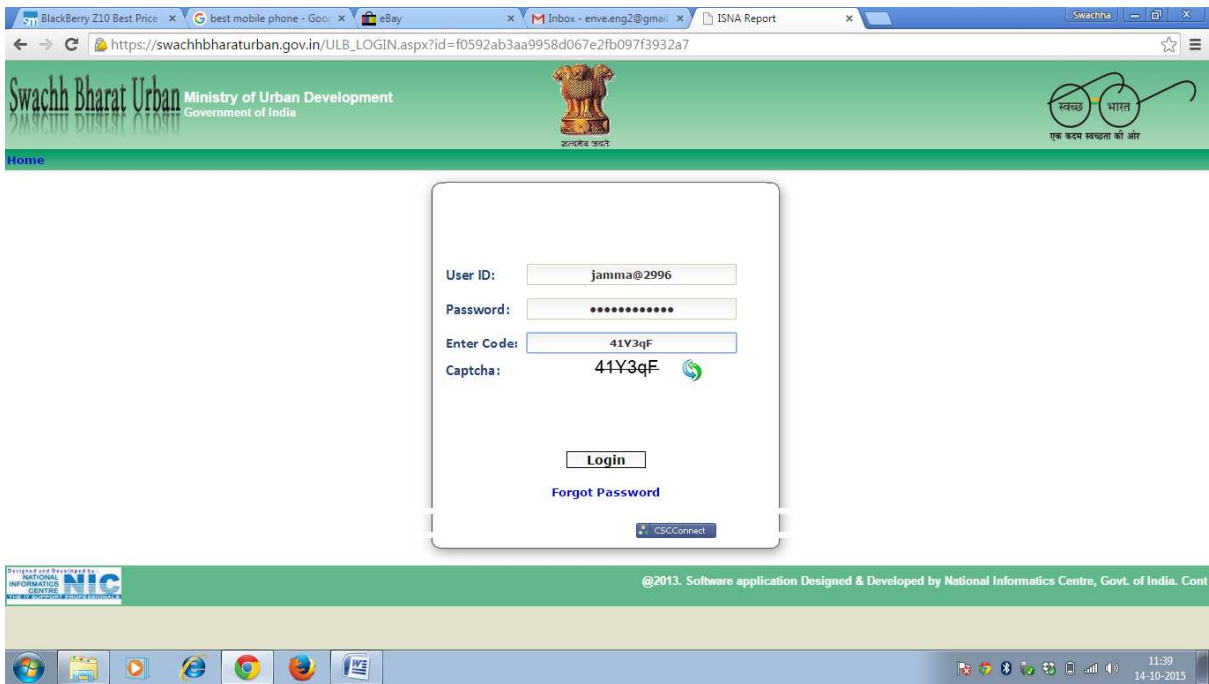 BlackBerry Z10 Best Price
best mobile phone - Goo
eBay
Inbox - enve.eng2@gmail
ISNA Report
Swachha
https://swachhbharaturban.gov.in/ULB_LOGIN.aspx?id=f0592ab3aa9958d067e2fb097f3932a7
Swachh Bharat Urban
Ministry of Urban Development
Government of India
सत्यमेव जयते
स्वच्छ भारत
एक कदम स्वच्छता की ओर
Home
User ID: jamma@2996
Password: ••••••••••••
Enter Code: 41Y3qF
Captcha: 41Y3qF
Login
Forgot Password
CSCConnect
Designed and Developed by :
NATIONAL
INFORMATICS
CENTRE
NIC
THE IT SUPPORT PROFESSIONALS
@2013. Software application Designed & Developed by National Informatics Centre, Govt. of India. Cont
11:39
14-10-2015